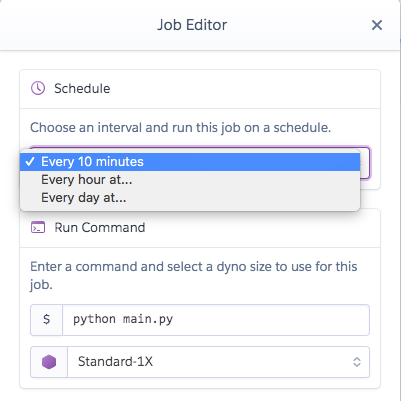 Job Editor
Schedule
Choose an interval and run this job on a schedule.
Every 10 minutes
Every hour at...
Every day at...
Run Command
Enter a command and select a dyno size to use for this
job.
$ python main.py
Standard-1X